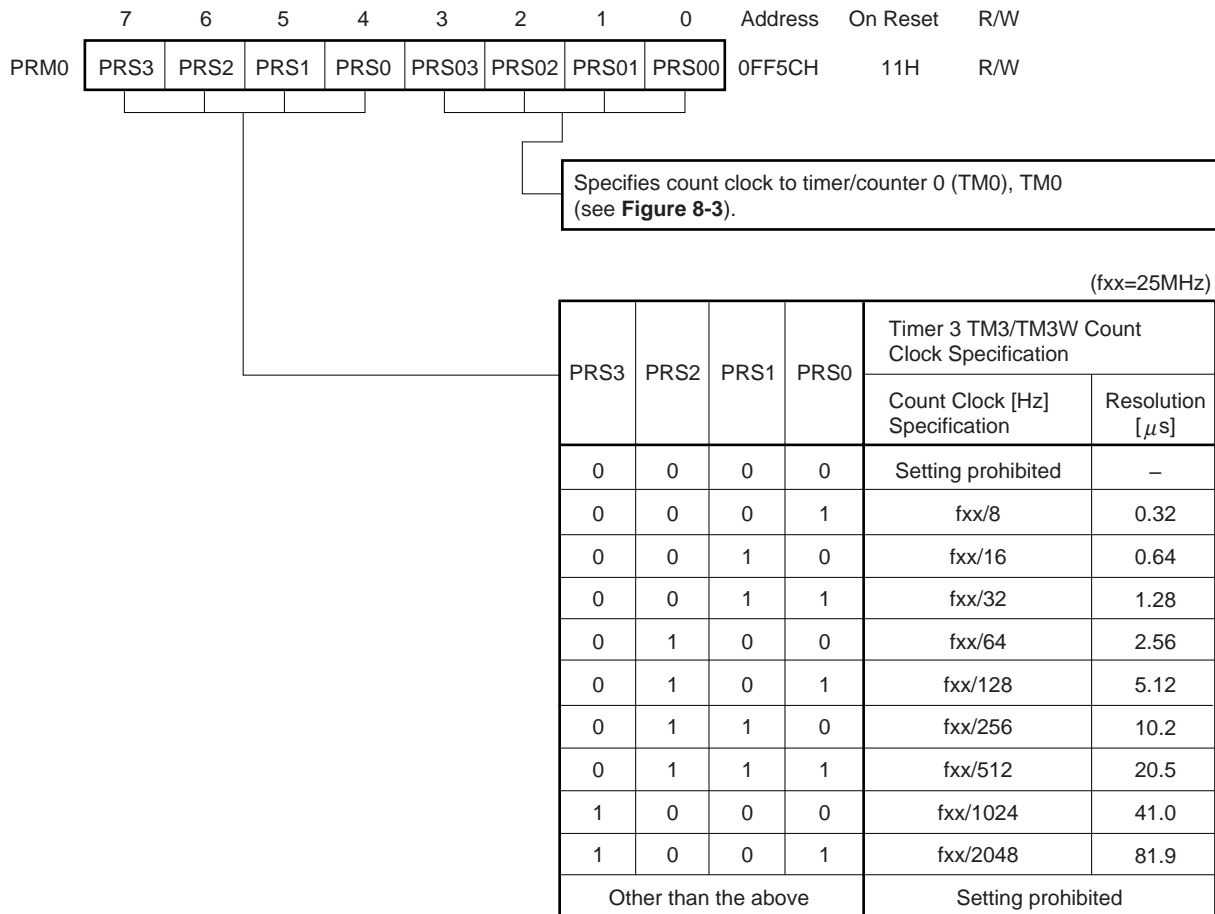 7 6 5 4 3 2 1 0 Address On Reset R/W
PRM0 PRS3 PRS2 PRS1 PRS0 PRS03 PRS02 PRS01 PRS00 0FF5CH 11H R/W
Specifies count clock to timer/counter 0 (TM0), TM0
(see Figure 8-3).
(fxx=25MHz)
PRS3 PRS2 PRS1 PRS0
Timer 3 TM3/TM3W Count
Clock Specification
Count Clock [Hz]
Specification
Resolution
[μs]
0 0 0 0 Setting prohibited –
0 0 0 1 fxx/8 0.32
0 0 1 0 fxx/16 0.64
0 0 1 1 fxx/32 1.28
0 1 0 0 fxx/64 2.56
0 1 0 1 fxx/128 5.12
0 1 1 0 fxx/256 10.2
0 1 1 1 fxx/512 20.5
1 0 0 0 fxx/1024 41.0
1 0 0 1 fxx/2048 81.9
Other than the above Setting prohibited